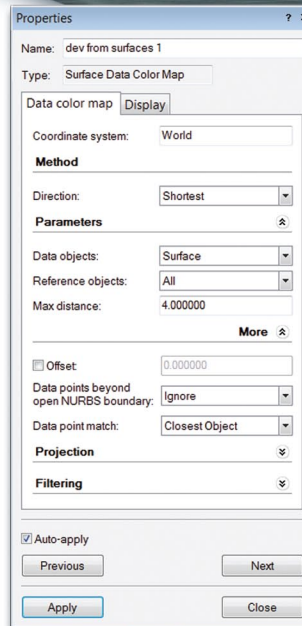 Properties ?
Name: dev from surfaces 1
Type: Surface Data Color Map
Data color map Display
Coordinate system: World
Method
Direction: Shortest
Parameters
Data objects: Surface
Reference objects: All
Max distance: 4.000000
More
Offset: 0.000000
Data points beyond
open NURBS boundary: Ignore
Data point match: Closest Object
Projection
Filtering
Auto-apply
Previous Next
Apply Close